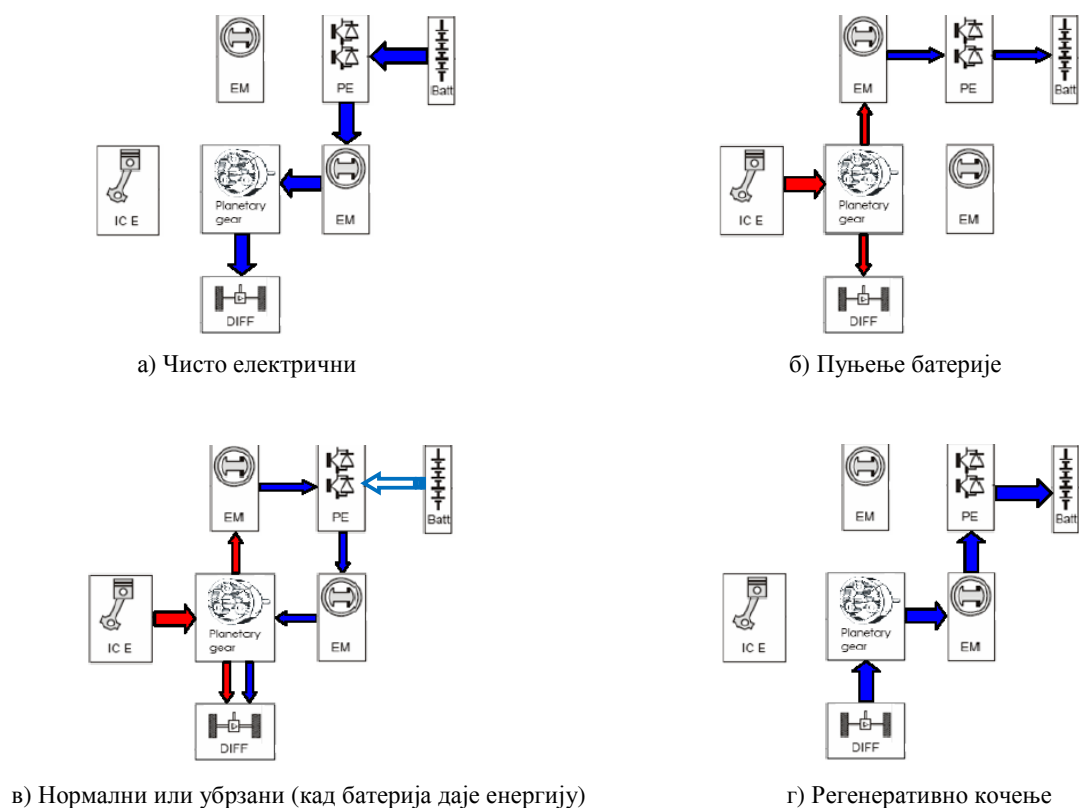 EM
PE
Batt
IC E
Planetary
gear
EM
DIFF
а) Чисто електрични
EM
PE
Batt
IC E
Planetary
gear
EM
DIFF
б) Пуњење батерије
EM
PE
Batt
IC E
Planetary
gear
EM
DIFF
в) Нормални или убрзани (кад батерија даје енергију)
EM
PE
Batt
IC E
Planetary
gear
EM
DIFF
г) Регенеративно кочење